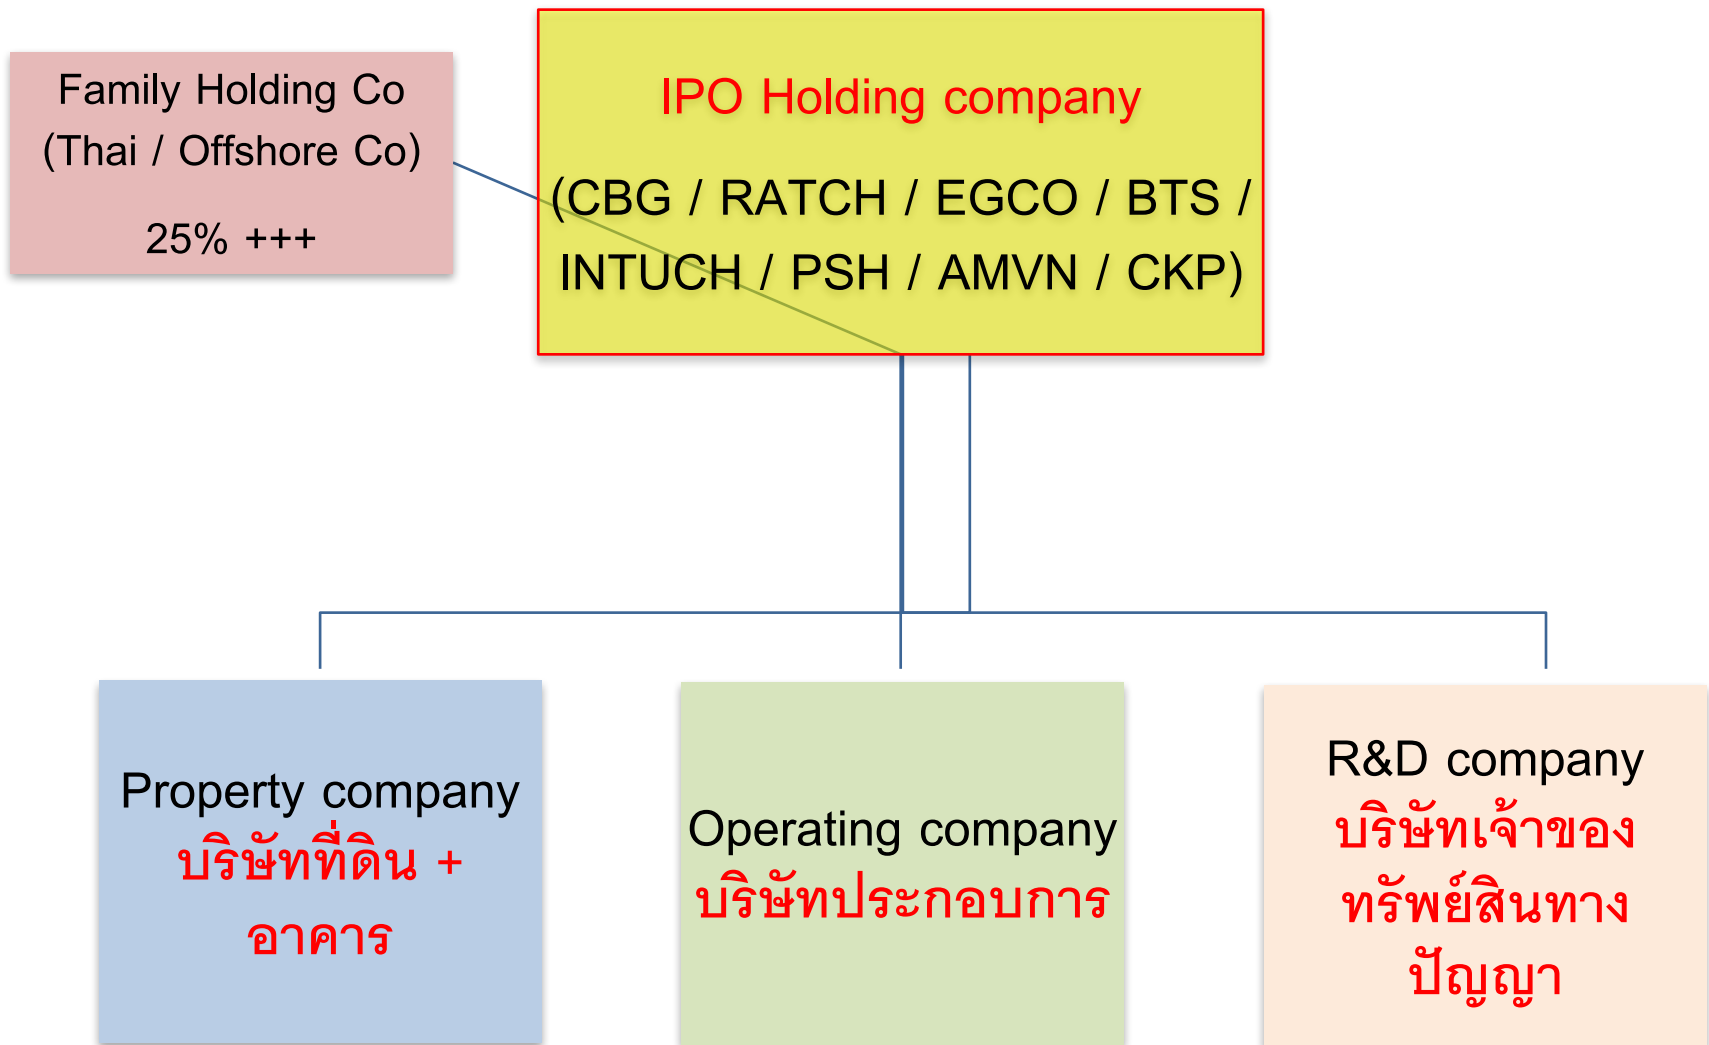 Family Holding Co
(Thai / Offshore Co)
25% +++
IPO Holding company
(CBG / RATCH / EGCO / BTS /
INTUCH / PSH / AMVN / CKP)
Property company
บริษัทที่ดิน +
อาคาร
Operating company
บริษัทประกอบการ
R&D company
บริษัทเจ้าของ
ทรัพย์สินทาง
ปัญญา